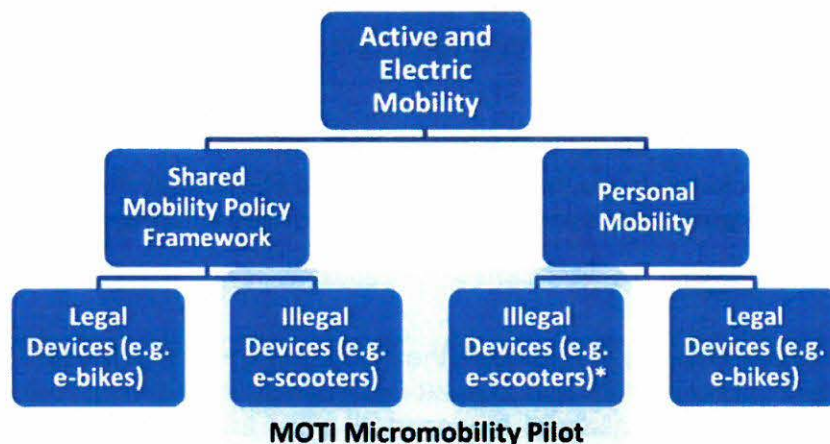 Active and
Electric
Mobility
Shared
Mobility Policy
Framework
Personal
Mobility
Legal
Devices (e.g.
e-bikes)
Illegal
Devices (e.g.
e-scooters)
Illegal
Devices (e.g.
e-scooters)*
Legal
Devices (e.g.
e-bikes)
MOTI Micromobility Pilot